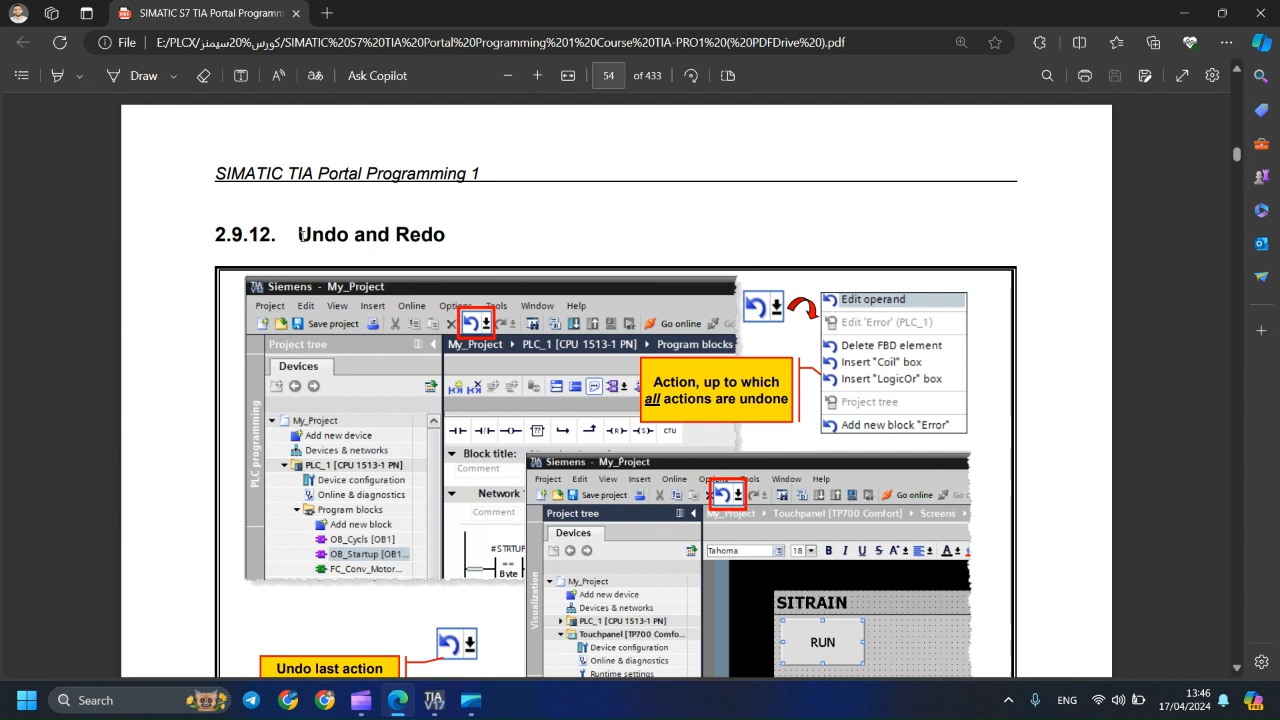 SIMATIC S7 TIA Portal Programm
File
E:/PLCX/كورس%20سيمنز/SIMATIC%20S7%20TIA%20Portal%20Programming%201%20Course%20TIA-PRO1%20(%20PDFDrive%20).pdf
Draw
Ask Copilot
54 of 433
SIMATIC TIA Portal Programming 1
2.9.12. Undo and Redo
Siemens - My_Project
Project Edit View Insert Online Options Tools Window Help
Save project
Go online
Project tree
My_Project PLC_1 [CPU 1513-1 PN] Program blocks
Devices
PLC programming
My_Project
Add new device
Devices & networks
PLC_1 [CPU 1513-1 PN]
Device configuration
Online & diagnostics
Program blocks
Add new block
OB_Cycls [OB1]
OB_Startup [OB1...
FC_Conv_Motor...
CTU
Block title:
Comment
Network
Comment
#STRTUP
==
Byte
Edit operand
Edit 'Error' (PLC_1)
Delete FBD element
Insert "Coil" box
Insert "LogicOr" box
Project tree
Add new block "Error"
Action, up to which
all actions are undone
Siemens - My_Project
Project Edit View Insert Online Tools Window Help
Save project
Go online
Project tree
My_Project Touchpanel [TP700 Comfort] Screens
Devices
Tahoma
18
B I U S A
Visualization
My_Project
Add new device
Devices & networks
PLC_1 [CPU 1513-1 PN]
Touchpanel [TP700 Comfo...
Device configuration
Online & diagnostics
Runtime settings
SITRAIN
RUN
Undo last action
Search
ENG
13:46
17/04/2024